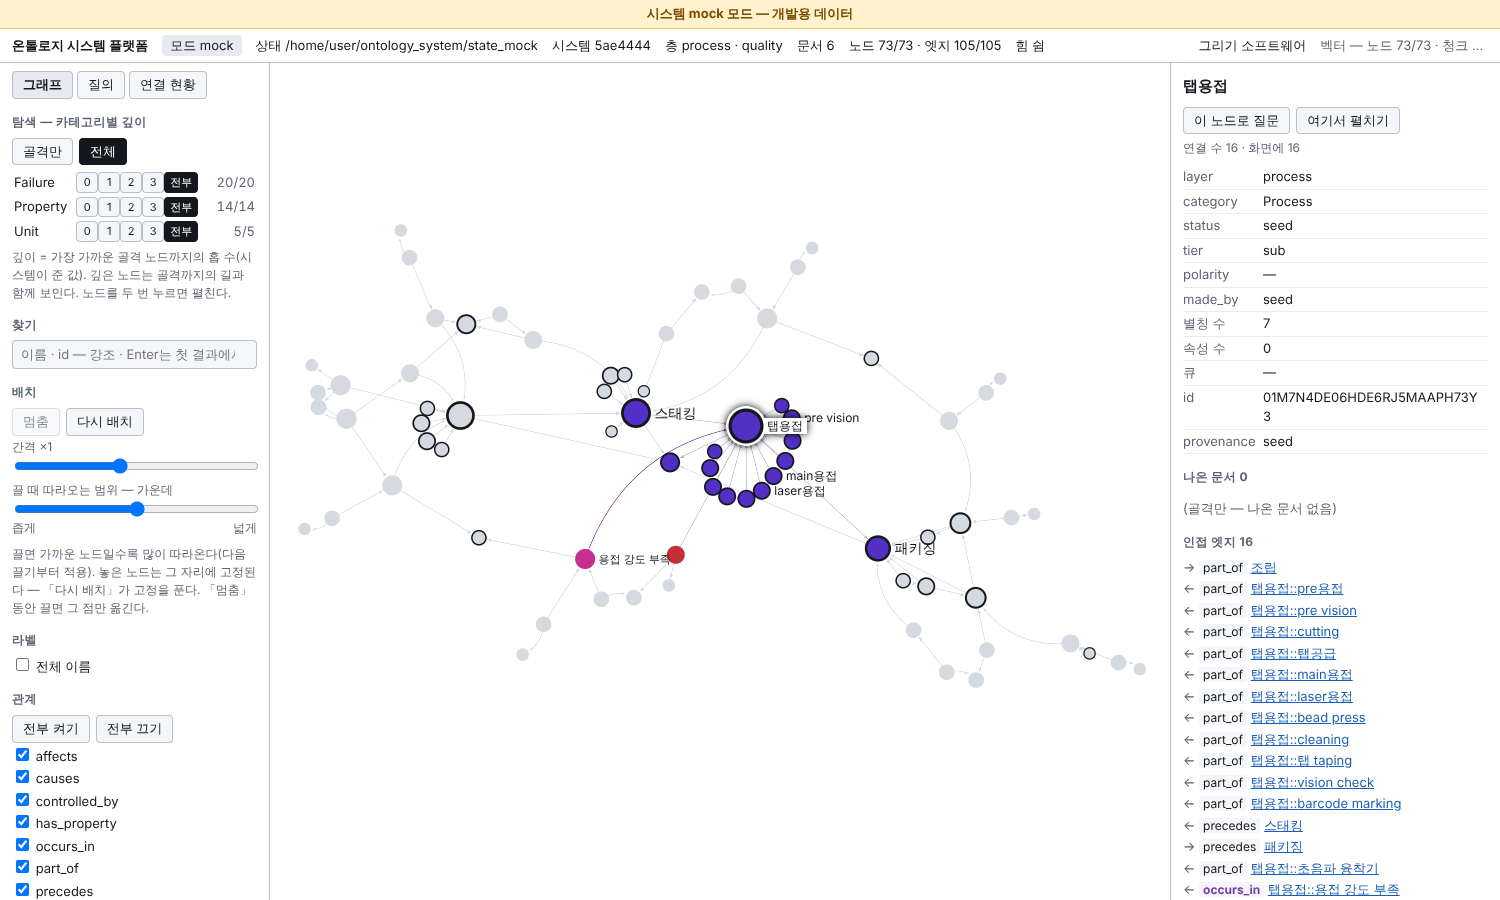 시스템 mock 모드 — 개발용 데이터
온톨로지 시스템 플랫폼 모드 mock 상태 /home/user/ontology_system/state_mock 시스템 5ae4444 층 process · quality 문서 6 노드 73/73 · 엣지 105/105 힘 쉼 그리기 소프트웨어 벡터 — 노드 73/73 · 청크 ...
그래프 질의 연결 현황
탐색 — 카테고리별 깊이
골격만 전체
Failure 0 1 2 3 전부 20/20
Property 0 1 2 3 전부 14/14
Unit 0 1 2 3 전부 5/5
깊이 = 가장 가까운 골격 노드까지의 홉 수(시
스템이 준 값). 깊은 노드는 골격까지의 길과
함께 보인다. 노드를 두 번 누르면 펼친다.
찾기
이름 · id — 강조 · Enter는 첫 결과에
배치
멈춤 다시 배치
간격 ×1
끌 때 따라오는 범위 — 가운데
좁게 넓게
끌면 가까운 노드일수록 많이 따라온다(다음
끌기부터 적용). 놓은 노드는 그 자리에 고정된
다 — 「다시 배치」가 고정을 푼다. 「멈춤」
동안 끌면 그 점만 옮긴다.
라벨
전체 이름
관계
전부 켜기 전부 끄기
affects
causes
controlled_by
has_property
occurs_in
part_of
precedes
스태킹
탭용접
pre vision
main용접
laser용접
패키징
용접 강도 부족
탭용접
이 노드로 질문 여기서 펼치기
연결 수 16 · 화면에 16
layer process
category Process
status seed
tier sub
polarity —
made_by seed
별칭 수 7
속성 수 0
큐 —
id 01M7N4DE06HDE6RJ5MAAPH73Y
3
provenance seed
나온 문서 0
(골격만 — 나온 문서 없음)
인접 엣지 16
→ part_of 조립
← part_of 탭용접::pre용접
← part_of 탭용접::pre vision
← part_of 탭용접::cutting
← part_of 탭용접::탭공급
← part_of 탭용접::main용접
← part_of 탭용접::laser용접
← part_of 탭용접::bead press
← part_of 탭용접::cleaning
← part_of 탭용접::탭 taping
← part_of 탭용접::vision check
← part_of 탭용접::barcode marking
← precedes 스태킹
→ precedes 패키징
← part_of 탭용접::초음파 융착기
← occurs_in 탭용접::용접 강도 부족